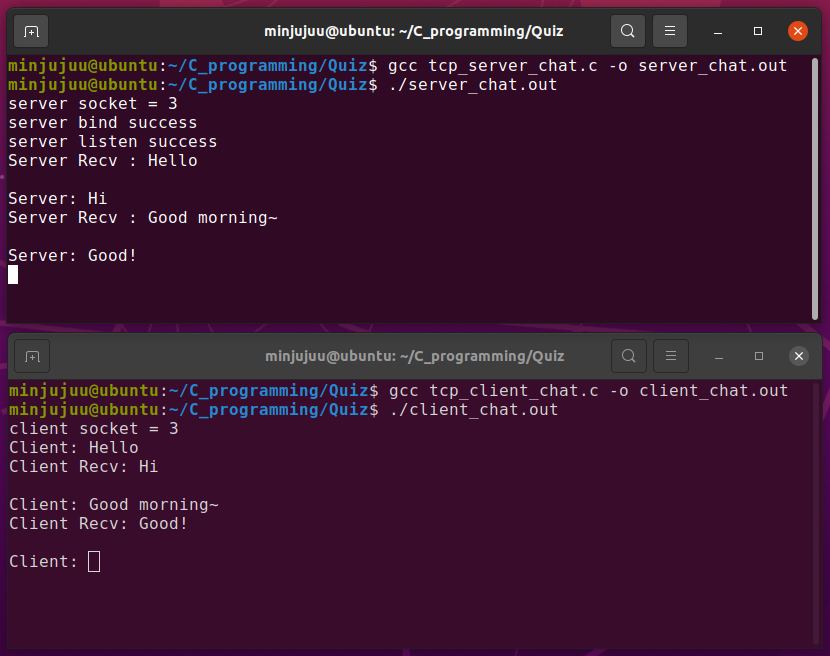 minjujuu@ubuntu: ~/C_programming/Quiz
minjujuu@ubuntu:~/C_programming/Quiz$ gcc tcp_server_chat.c -o server_chat.out
minjujuu@ubuntu:~/C_programming/Quiz$ ./server_chat.out
server socket = 3
server bind success
server listen success
Server Recv : Hello
Server: Hi
Server Recv : Good morning~
Server: Good!
minjujuu@ubuntu: ~/C_programming/Quiz
minjujuu@ubuntu:~/C_programming/Quiz$ gcc tcp_client_chat.c -o client_chat.out
minjujuu@ubuntu:~/C_programming/Quiz$ ./client_chat.out
client socket = 3
Client: Hello
Client Recv: Hi
Client: Good morning~
Client Recv: Good!
Client: